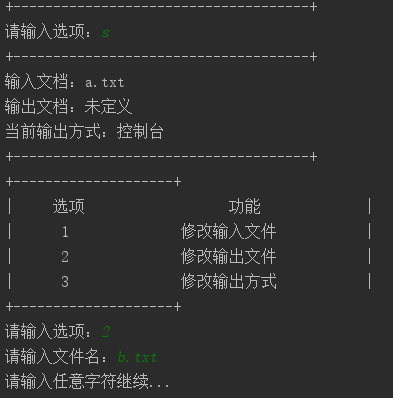 +-------------------------------------+
请输入选项：s
+-------------------------------------+
输入文档：a.txt
输出文档：未定义
当前输出方式：控制台
+-------------------------------------+
+--------------------+
| 选项 功能 |
| 1 修改输入文件 |
| 2 修改输出文件 |
| 3 修改输出方式 |
+--------------------+
请输入选项：2
请输入文件名：b.txt
请输入任意字符继续...